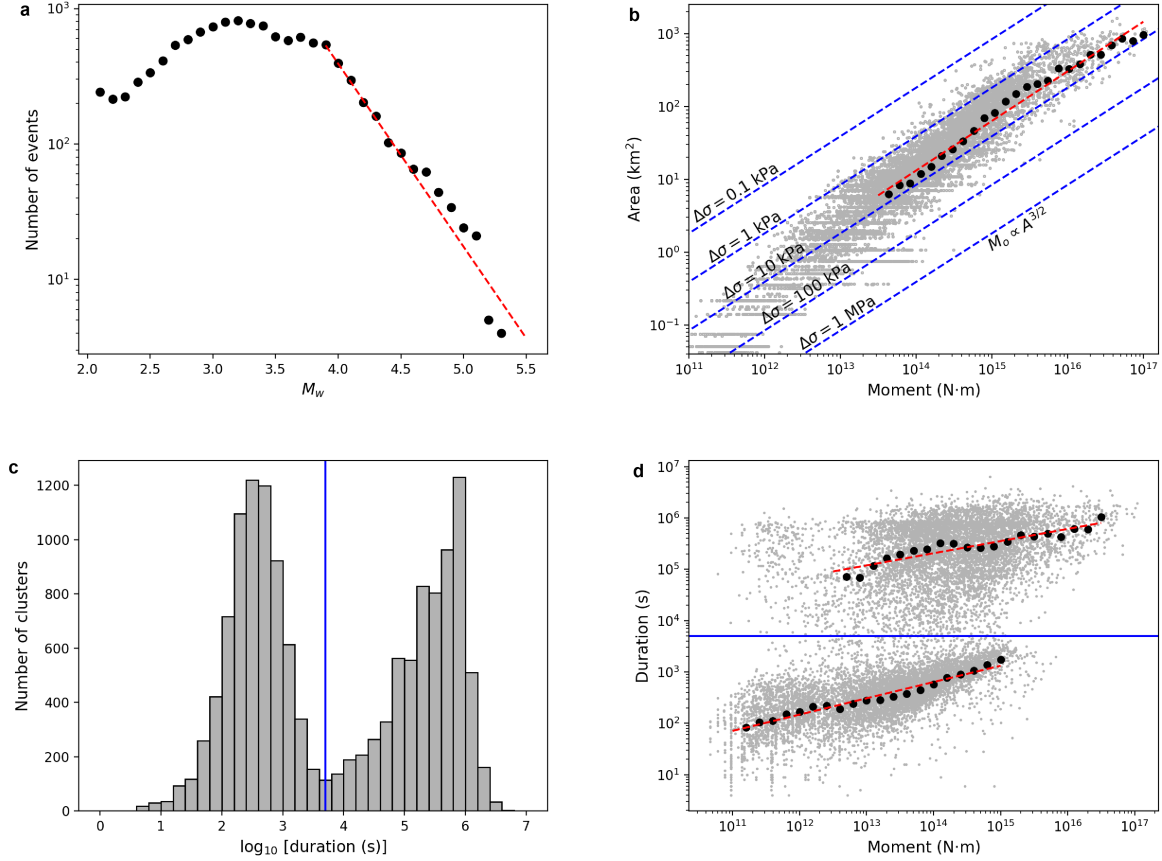 a
Number of events
10³
10²
10¹
2.0 2.5 3.0 3.5 4.0 4.5 5.0 5.5
M_w
b
Area (km²)
10³
10²
10¹
10⁰
10⁻¹
Δσ = 0.1 kPa
Δσ = 1 kPa
Δσ = 10 kPa
Δσ = 100 kPa
Δσ = 1 MPa
M_o ∝ A^{3/2}
10¹¹ 10¹² 10¹³ 10¹⁴ 10¹⁵ 10¹⁶ 10¹⁷
Moment (N·m)
c
Number of clusters
1200
1000
800
600
400
200
0
0 1 2 3 4 5 6 7
log₁₀ [duration (s)]
d
Duration (s)
10⁷
10⁶
10⁵
10⁴
10³
10²
10¹
10¹¹ 10¹² 10¹³ 10¹⁴ 10¹⁵ 10¹⁶ 10¹⁷
Moment (N·m)